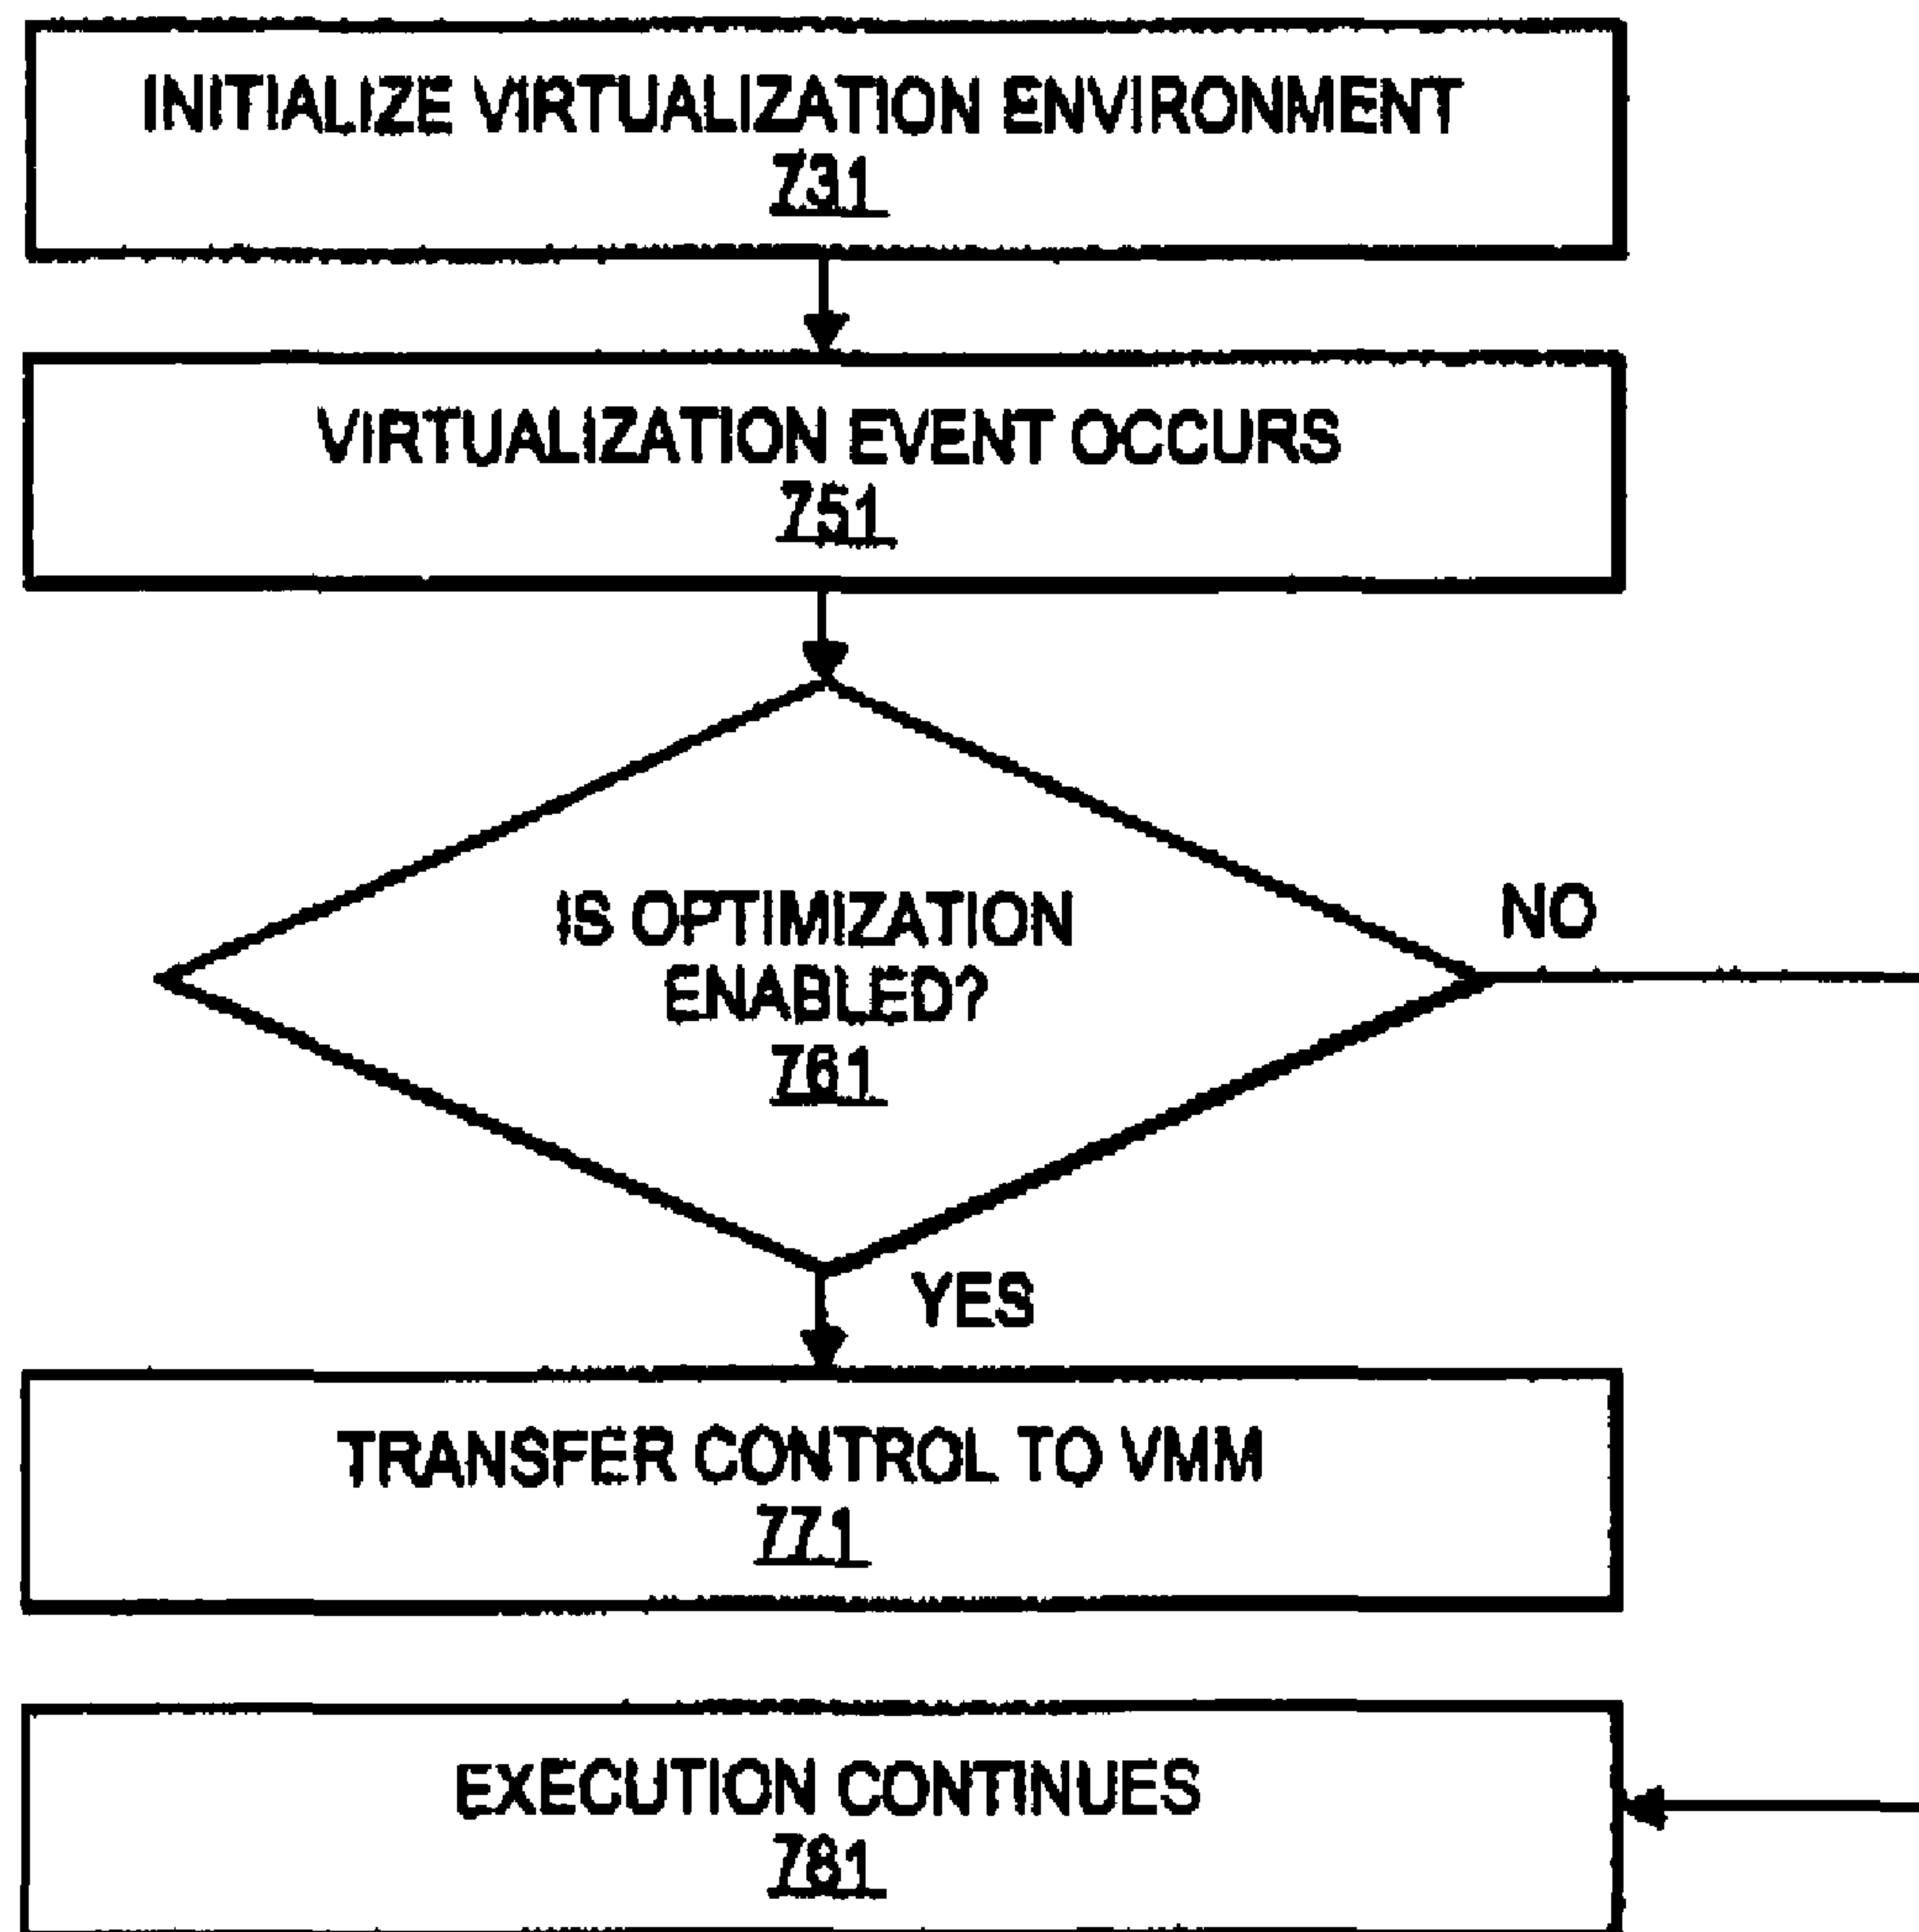 INITIALIZE VIRTUALIZATION ENVIRONMENT
731
VIRTUALIZATION EVENT OCCURS
751
IS OPTIMIZATION
ENABLED?
761
NO
YES
TRANSFER CONTROL TO VMM
771
EXECUTION CONTINUES
781